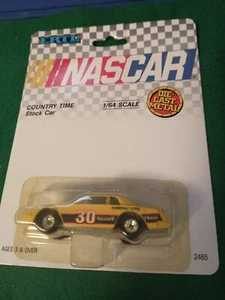 ERTL
NASCAR
COUNTRY TIME
Stock Car
1/64 SCALE
DIE
CAST
METAL
30
AGES 3 & OVER
2465